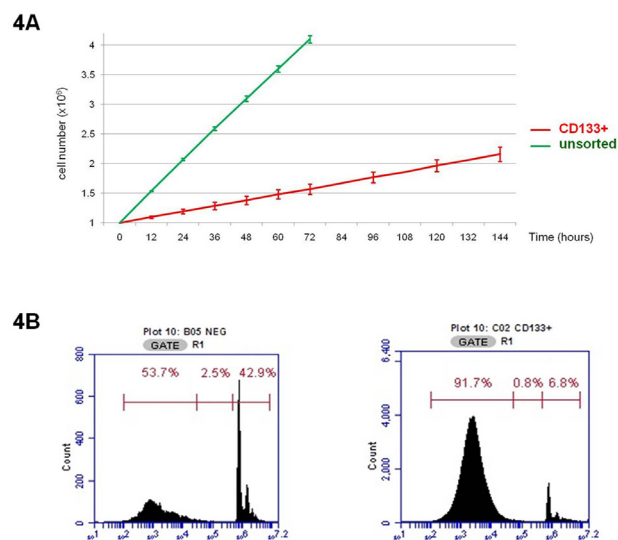 4A
4
3.5
3
2.5
2
1.5
1
cell number (x10⁶)
0 12 24 36 48 60 72 84 96 108 120 132 144 Time (hours)
CD133+
unsorted
4B
Plot 10: B05 NEG
GATE R1
53.7% 2.5% 42.9%
800
600
400
200
0
Count
Plot 10: C02 CD133+
GATE R1
91.7% 0.8% 6.8%
6,400
4,000
2,000
0
Count